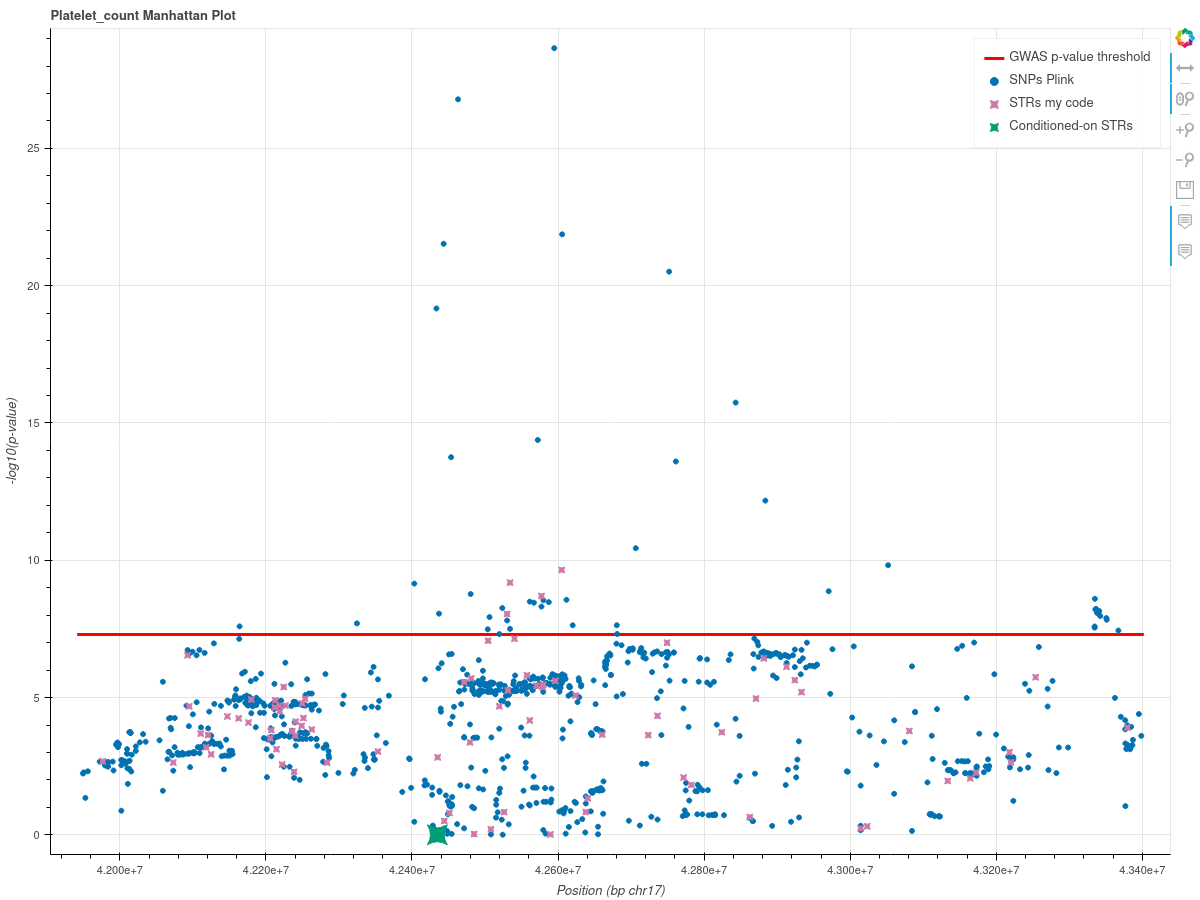 Platelet_count Manhattan Plot
GWAS p-value threshold
SNPs Plink
STRs my code
Conditioned-on STRs
-log10(p-value)
25
20
15
10
5
0
4.200e+7 4.220e+7 4.240e+7 4.260e+7 4.280e+7 4.300e+7 4.320e+7 4.340e+7
Position (bp chr17)